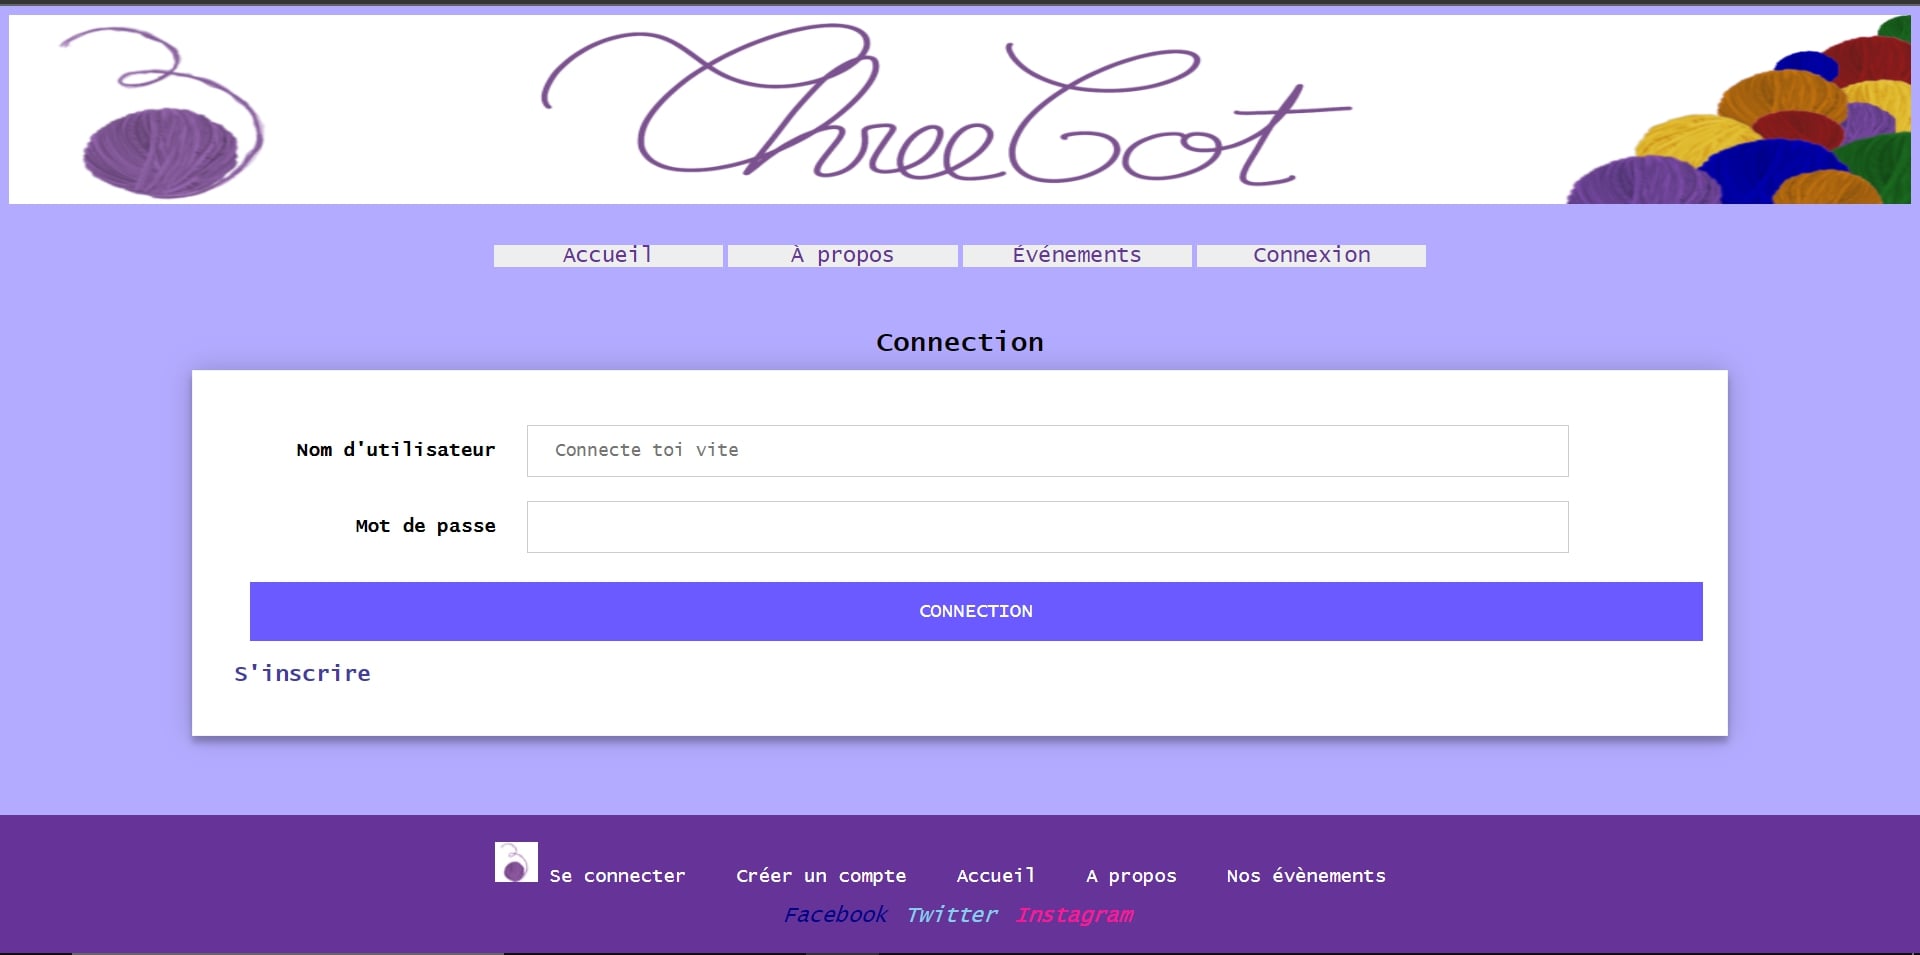 ThreeCot
Accueil À propos Événements Connexion
Connection
Nom d'utilisateur Connecte toi vite
Mot de passe
CONNECTION
S'inscrire
Se connecter Créer un compte Accueil A propos Nos évènements
Facebook Twitter Instagram